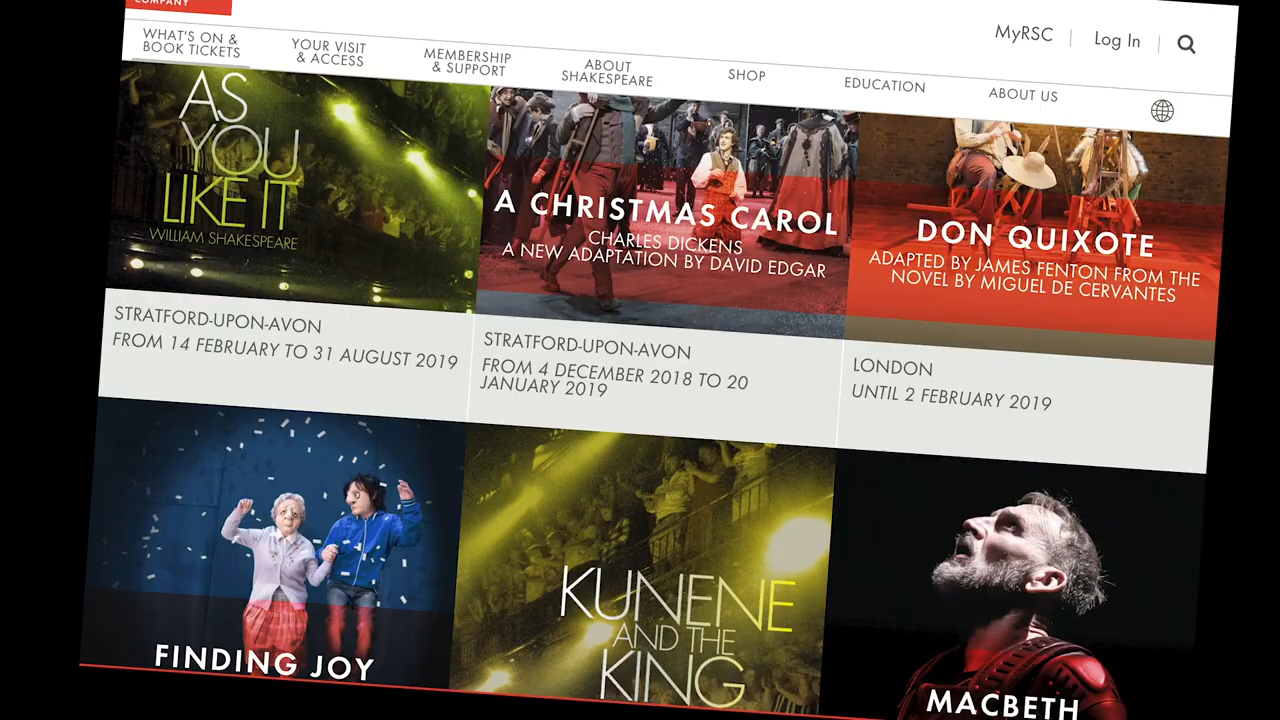 COMPANY
MyRSC
Log In
WHAT'S ON &
BOOK TICKETS
YOUR VISIT
& ACCESS
MEMBERSHIP
& SUPPORT
ABOUT
SHAKESPEARE
SHOP
EDUCATION
ABOUT US
AS
YOU
LIKE IT
WILLIAM SHAKESPEARE
A CHRISTMAS CAROL
CHARLES DICKENS
A NEW ADAPTATION BY DAVID EDGAR
DON QUIXOTE
ADAPTED BY JAMES FENTON FROM THE
NOVEL BY MIGUEL DE CERVANTES
STRATFORD-UPON-AVON
FROM 14 FEBRUARY TO 31 AUGUST 2019
STRATFORD-UPON-AVON
FROM 4 DECEMBER 2018 TO 20
JANUARY 2019
LONDON
UNTIL 2 FEBRUARY 2019
FINDING JOY
KUNENE
AND THE
KING
MACBETH